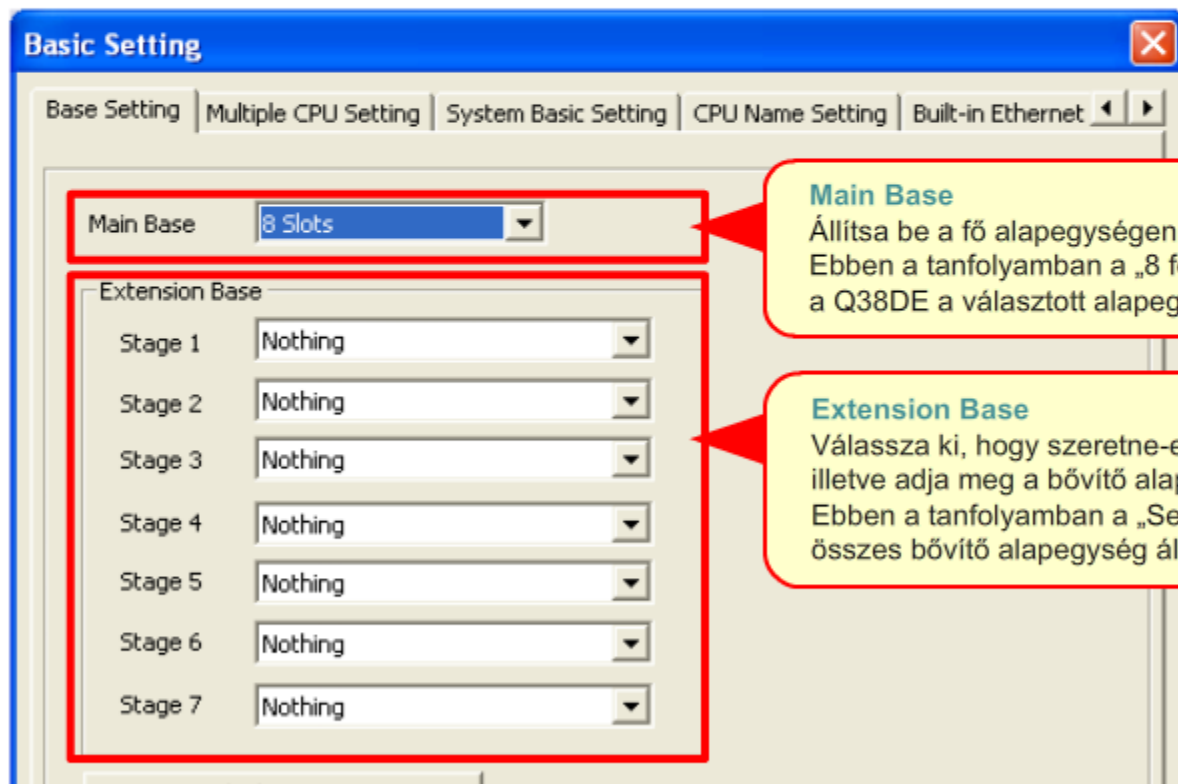 Basic Setting
Base Setting Multiple CPU Setting System Basic Setting CPU Name Setting Built-in Ethernet
Main Base 8 Slots
Main Base
Állítsa be a fő alapegységen
Ebben a tanfolyamban a „8
a Q38DE a választott
Extension Base
Stage 1 Nothing
Stage 2 Nothing
Stage 3 Nothing
Stage 4 Nothing
Stage 5 Nothing
Stage 6 Nothing
Stage 7 Nothing
Extension Base
Válassza ki, hogy
illetve adja meg a bővítő
Ebben a tanfolyamban a
összes bővítő alapegység